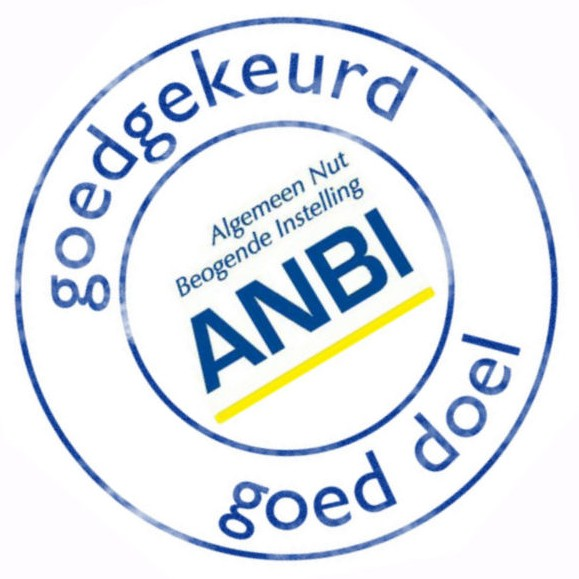 goedgekeurd
Algemeen Nut
Beogende Instelling
ANBI
goed doel